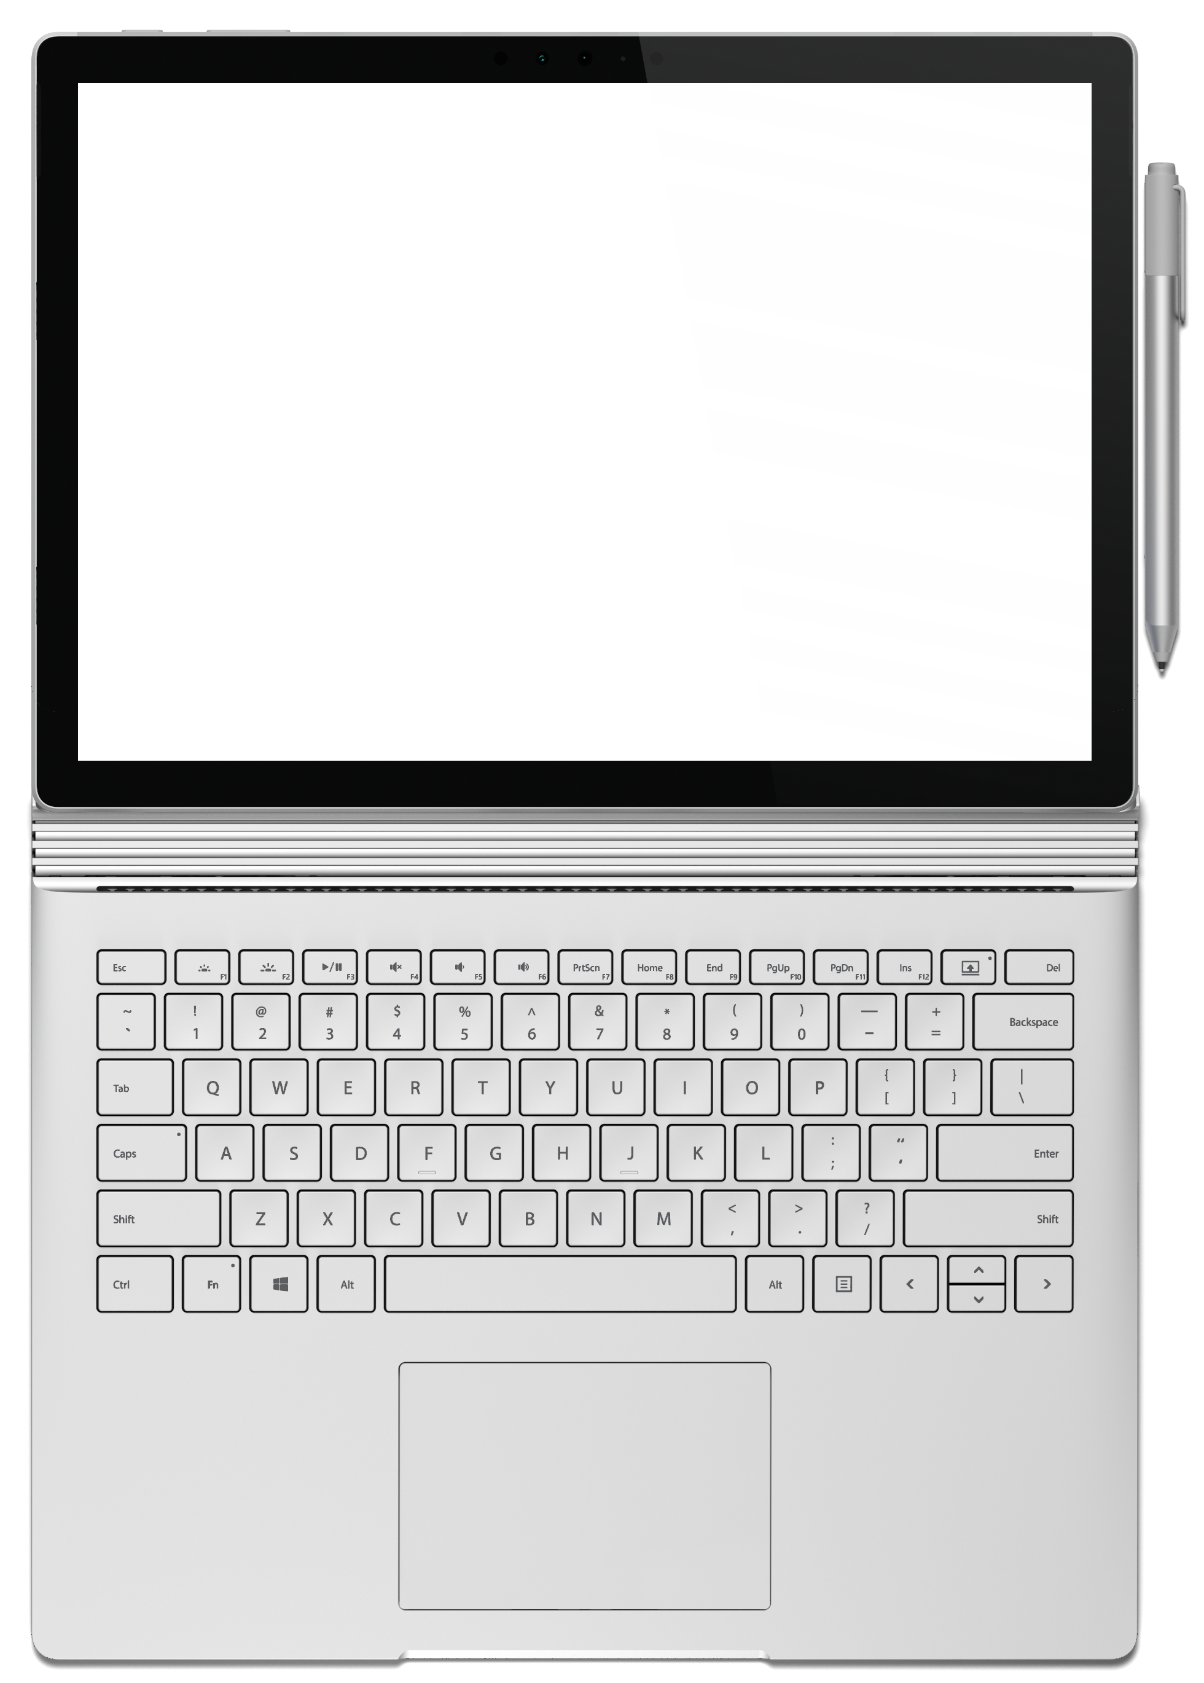 Esc F1 F2 F3 F4 F5 F6 PrtScn F7 Home F8 End F9 PgUp F10 PgDn F11 Ins F12 Del
~ ! @ # $ % ^ & * ( ) — +
` 1 2 3 4 5 6 7 8 9 0 – = Backspace
Tab Q W E R T Y U I O P { } |
[ ] \
Caps A S D F G H J K L : “ Enter
; ‘
Shift Z X C V B N M < > ? Shift
, . /
Ctrl Fn Alt Alt < ^ v >